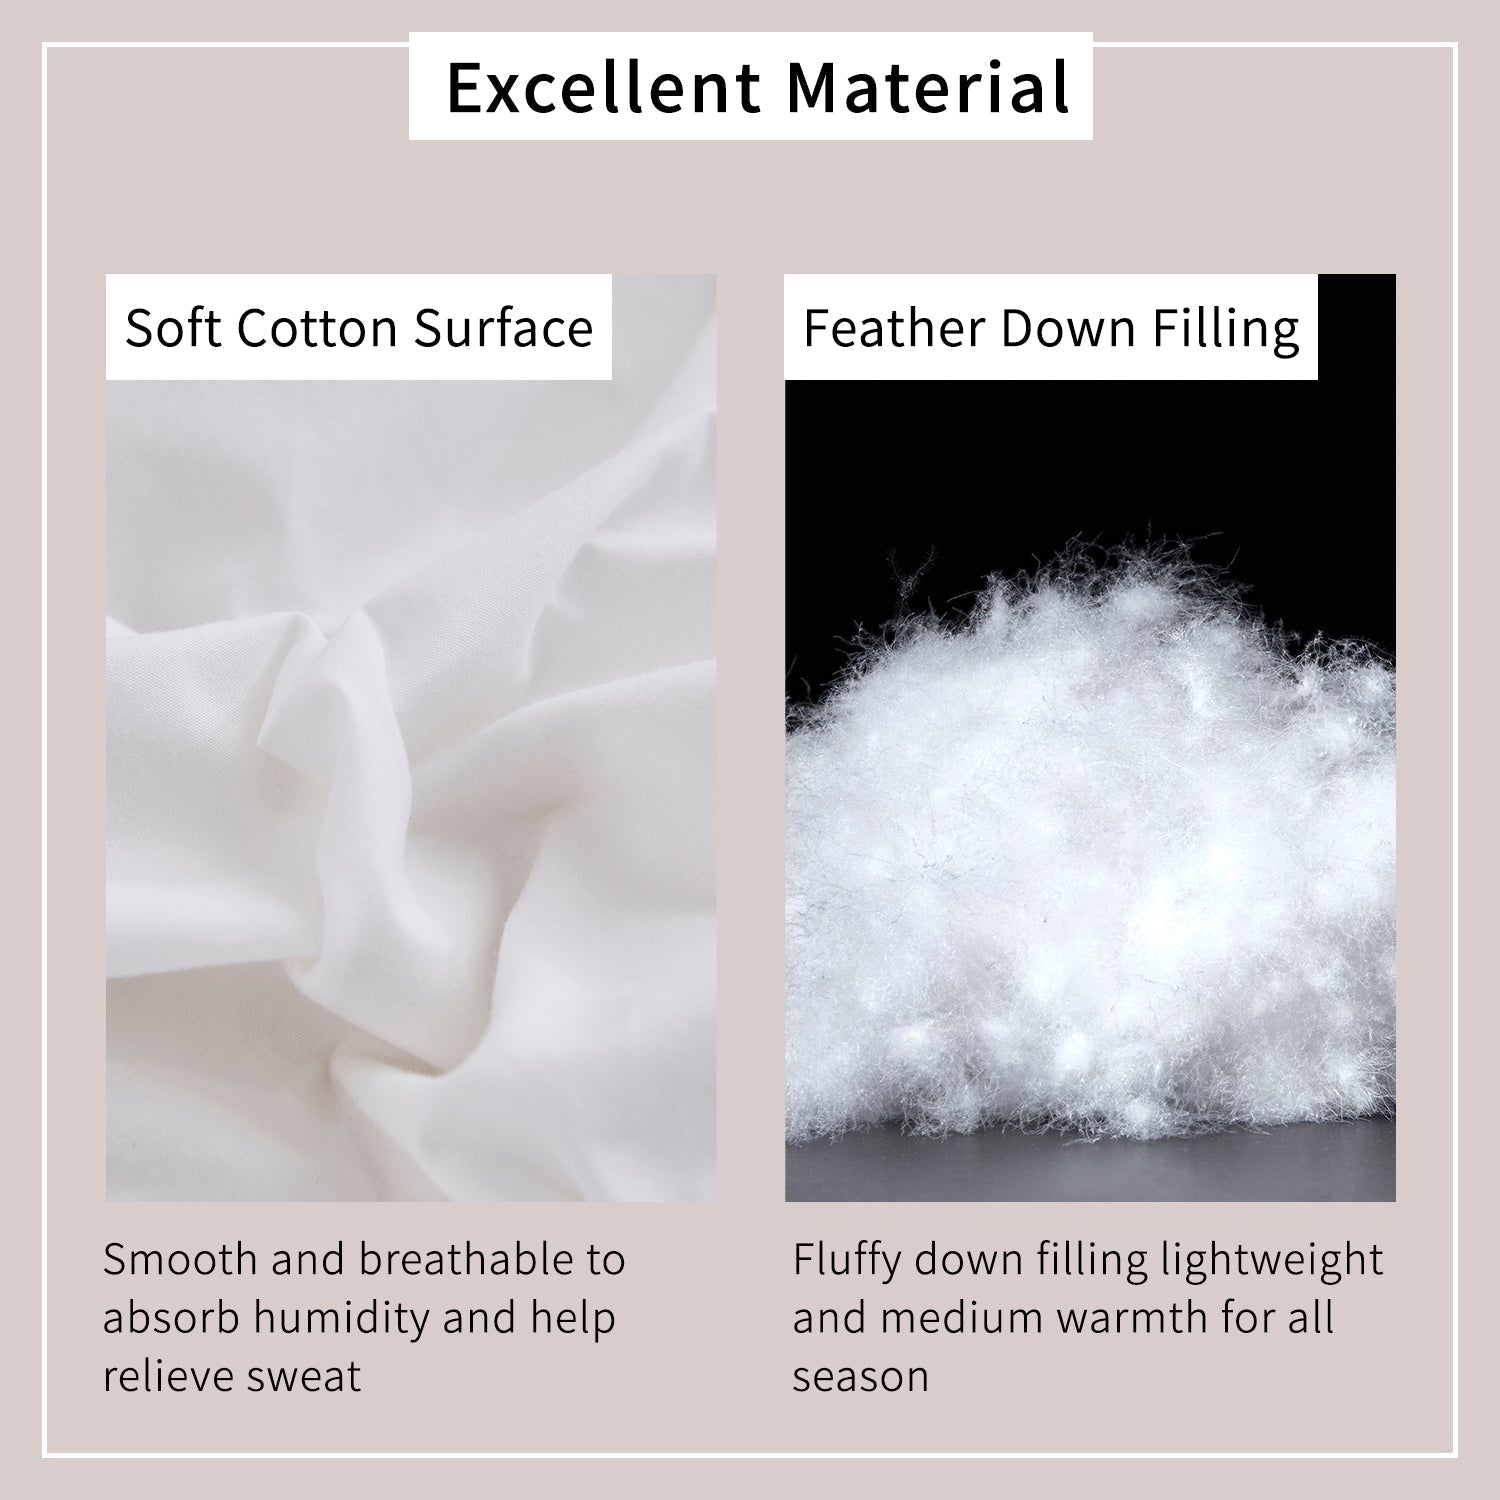 Excellent Material
Soft Cotton Surface
Feather Down Filling
Smooth and breathable to
absorb humidity and help
relieve sweat
Fluffy down filling lightweight
and medium warmth for all
season